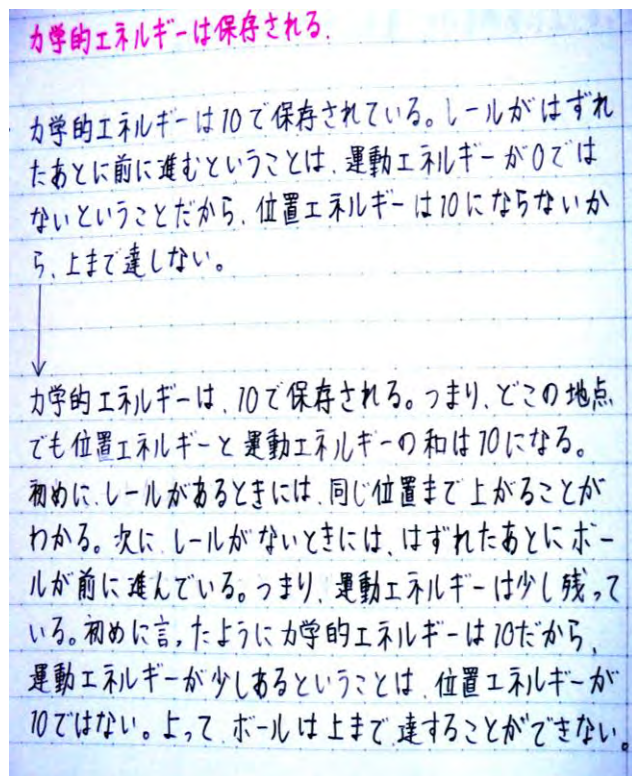 力学的エネルギーは保存される.
力学的エネルギーは10で保存されている。レールがはずれ
たあとに前に進むということは、運動エネルギーが0では
ないということだから、位置エネルギーは10にならないか
ら、上まで達しない。
力学的エネルギーは、10で保存される。つまり、どこの地点
でも位置エネルギーと運動エネルギーの和は10になる。
初めに、レールがあるときには、同じ位置まで上がることが
わかる。次に、レールがないときには、はずれたあとにボー
ルが前に進んでいる。つまり、運動エネルギーは少し残って
いる。初めに言ったように力学的エネルギーは10だから、
運動エネルギーが少しあるということは、位置エネルギーが
10ではない。よって、ボールは上まで達することができない。